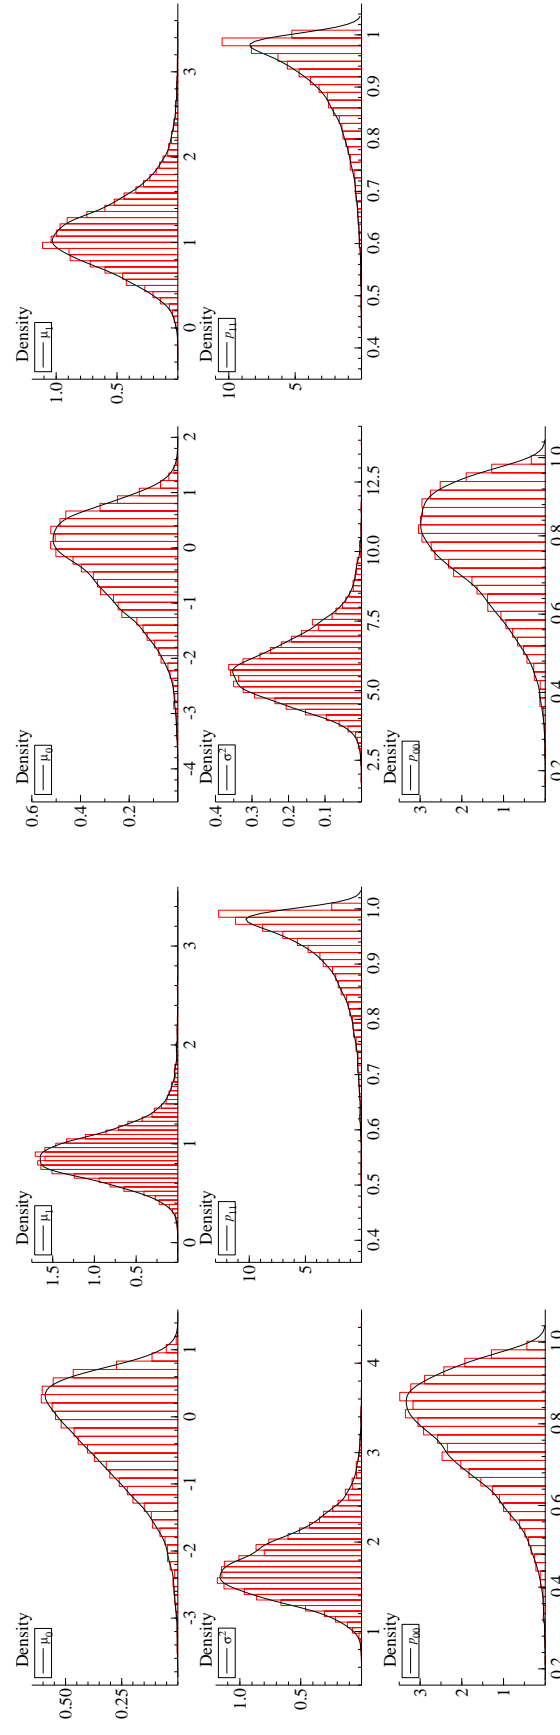 Density
μ₀
0.50
0.25
-3 -2 -1 0 1
Density
μ₁
1.5
1.0
0.5
0 1 2 3
Density
μ₀
0.6
0.4
0.2
-4 -3 -2 -1 0 1 2
Density
μ₁
1.0
0.5
0 1 2 3
Density
σ²
1.0
0.5
1 2 3 4
Density
p₁₁
10
5
0.4 0.5 0.6 0.7 0.8 0.9 1.0
Density
σ²
0.4
0.3
0.2
0.1
2.5 5.0 7.5 10.0 12.5
Density
p₁₁
10
5
0.4 0.5 0.6 0.7 0.8 0.9 1
Density
p₀₀
3
2
1
0.2 0.4 0.6 0.8 1.0
Density
p₀₀
3
2
1
0.2 0.4 0.6 0.8 1.0